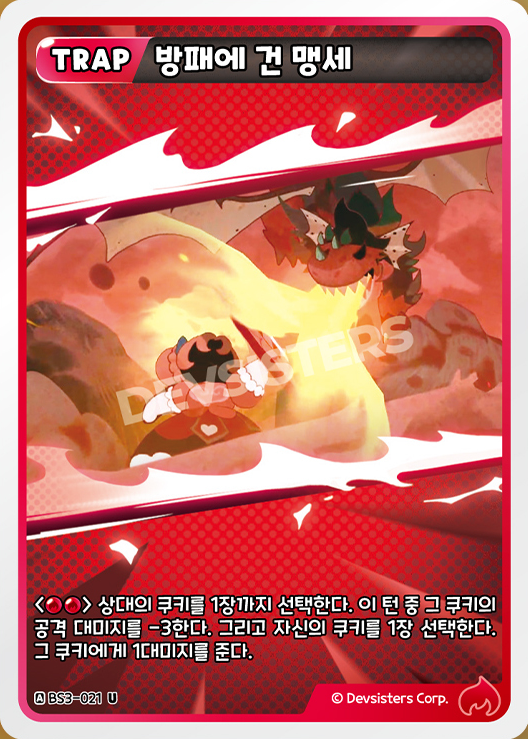 TRAP 방패에 건 맹세
DEVSISTERS
<●●> 상대의 쿠키를 1장까지 선택한다. 이 턴 중 그 쿠키의
공격 대미지를 -3한다. 그리고 자신의 쿠키를 1장 선택한다.
그 쿠키에게 1대미지를 준다.
A BS3-021 U
© Devsisters Corp.